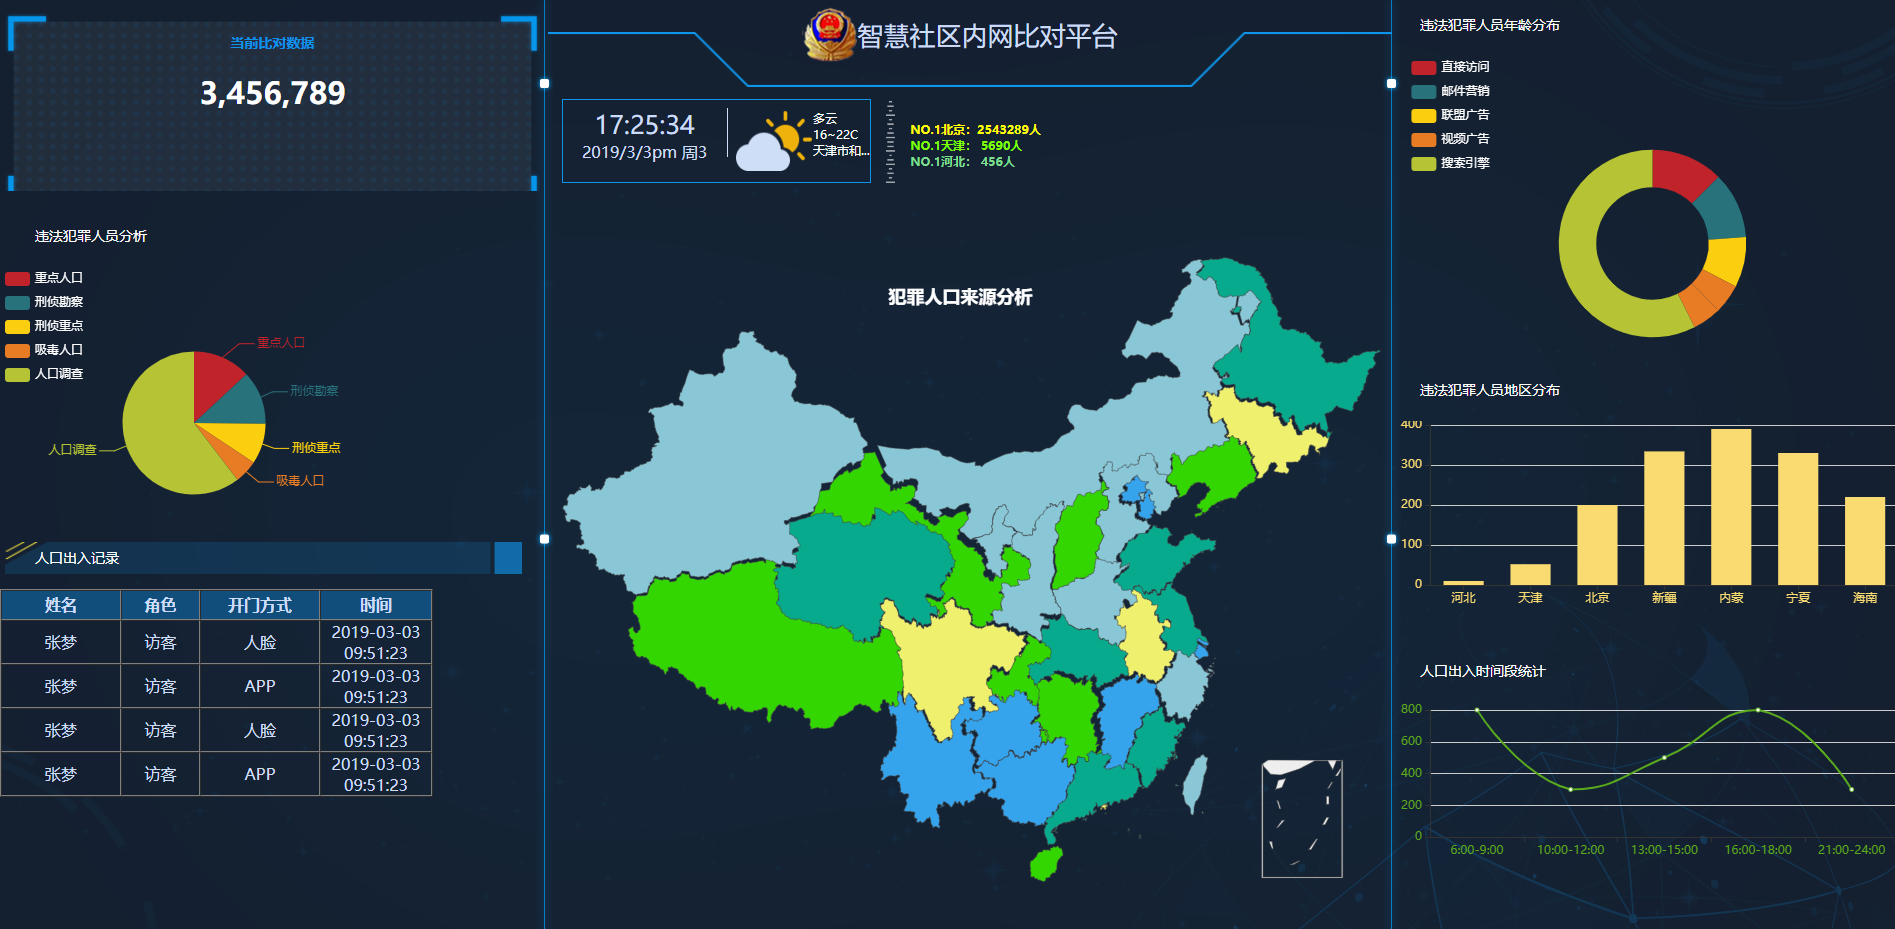 当前比对数据
3,456,789
违法犯罪人员分析
重点人口
刑侦勘察
刑侦重点
吸毒人口
人口调查
重点人口
刑侦勘察
刑侦重点
吸毒人口
人口调查
人口出入记录
姓名 角色 开门方式 时间
张梦 访客 人脸 2019-03-03 09:51:23
张梦 访客 APP 2019-03-03 09:51:23
张梦 访客 人脸 2019-03-03 09:51:23
张梦 访客 APP 2019-03-03 09:51:23
智慧社区内网比对平台
17:25:34
2019/3/3pm 周3
多云
16~22C
天津市和...
NO.1北京：2543289人
NO.1天津： 5690人
NO.1河北： 456人
犯罪人口来源分析
违法犯罪人员年龄分布
直接访问
邮件营销
联盟广告
视频广告
搜索引擎
违法犯罪人员地区分布
400
300
200
100
0
河北 天津 北京 新疆 内蒙 宁夏 海南
人口出入时间段统计
800
600
400
200
0
6:00-9:00 10:00-12:00 13:00-15:00 16:00-18:00 21:00-24:00